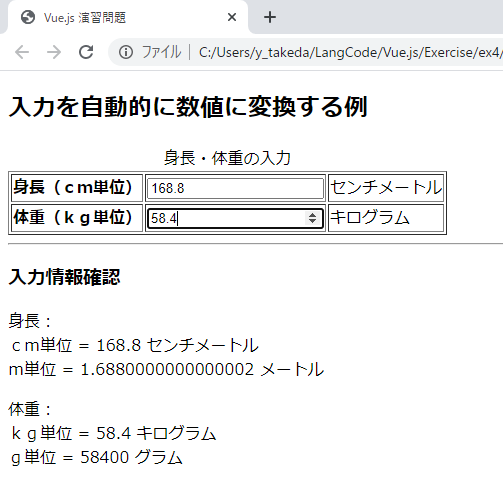 Vue.js 演習問題
ファイル | C:/Users/y_takeda/LangCode/Vue.js/Exercise/ex4/
入力を自動的に数値に変換する例
身長・体重の入力
身長（ｃｍ単位） 168.8 センチメートル
体重（ｋｇ単位） 58.4 キログラム
入力情報確認
身長：
ｃｍ単位 = 168.8 センチメートル
ｍ単位 = 1.6880000000000002 メートル
体重：
ｋｇ単位 = 58.4 キログラム
ｇ単位 = 58400 グラム